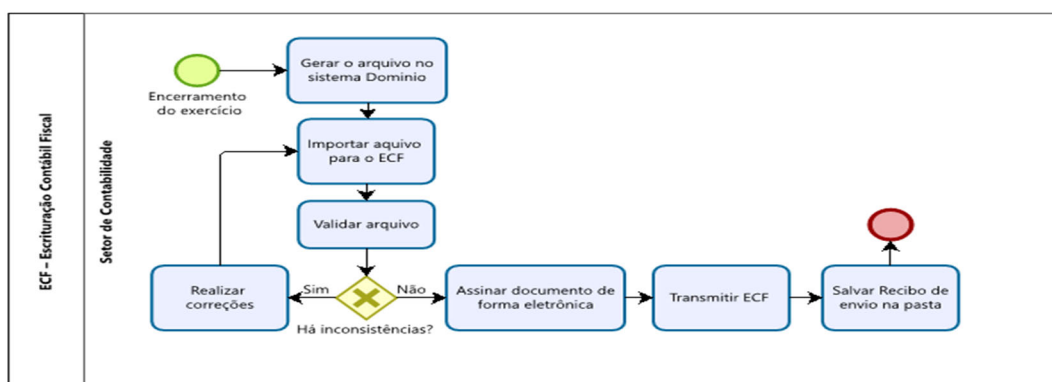 ECF – Escrituração Contábil Fiscal
Setor de Contabilidade
Encerramento
do exercício
Gerar o arquivo no
sistema Dominio
Importar aquivo
para o ECF
Validar arquivo
Há inconsistências?
Sim
Realizar
correções
Não
Assinar documento de
forma eletrônica
Transmitir ECF
Salvar Recibo de
envio na pasta